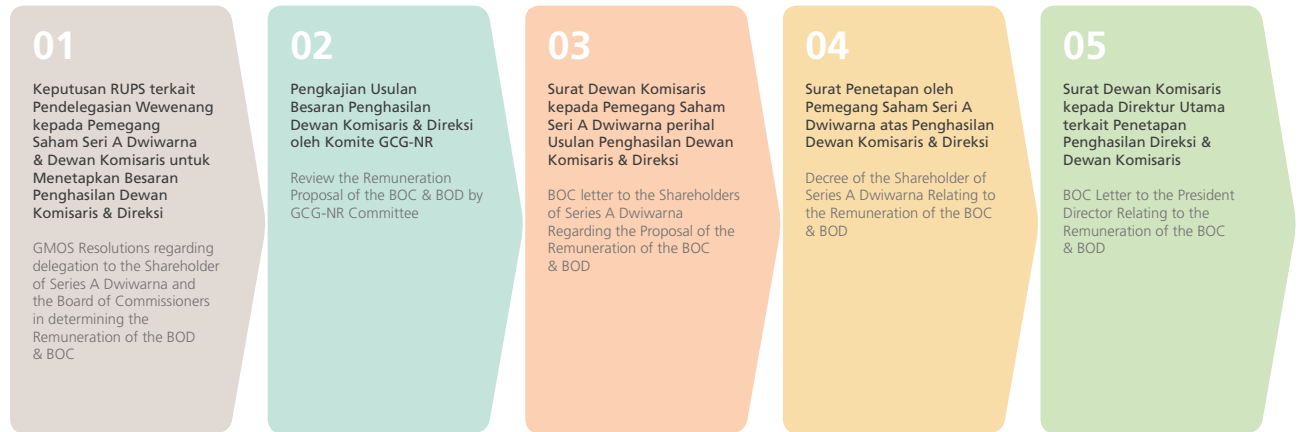 01
Keputusan RUPS terkait
Pendelegasian Wewenang
kepada Pemegang
Saham Seri A Dwiwarna
& Dewan Komisaris untuk
Menetapkan Besaran
Penghasilan Dewan
Komisaris & Direksi
GMOS Resolutions regarding
delegation to the Shareholder
of Series A Dwiwarna and
the Board of Commissioners
in determining the
Remuneration of the BOD
& BOC
02
Pengkajian Usulan
Besaran Penghasilan
Dewan Komisaris & Direksi
oleh Komite GCG-NR
Review the Remuneration
Proposal of the BOC & BOD by
GCG-NR Committee
03
Surat Dewan Komisaris
kepada Pemegang Saham
Seri A Dwiwarna perihal
Usulan Penghasilan Dewan
Komisaris & Direksi
BOC letter to the Shareholders
of Series A Dwiwarna
Regarding the Proposal of the
Remuneration of the BOC
& BOD
04
Surat Penetapan oleh
Pemegang Saham Seri A
Dwiwarna atas Penghasilan
Dewan Komisaris & Direksi
Decree of the Shareholder of
Series A Dwiwarna Relating to
the Remuneration of the BOC
& BOD
05
Surat Dewan Komisaris
kepada Direktur Utama
terkait Penetapan
Penghasilan Direksi &
Dewan Komisaris
BOC Letter to the President
Director Relating to the
Remuneration of the BOC
& BOD